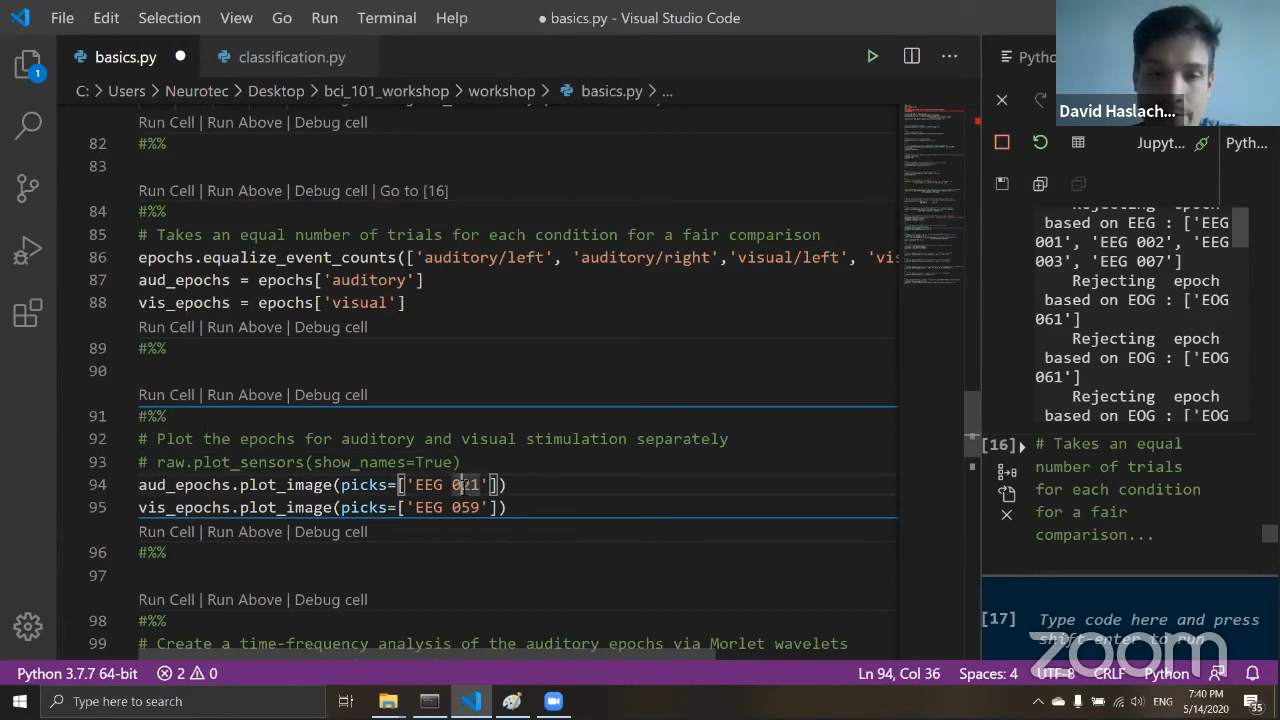 File Edit Selection View Go Run Terminal Help
● basics.py - Visual Studio Code
basics.py ●
classification.py
Pytho
David Haslach...
C: > Users > Neurotec > Desktop > bci_101_workshop > workshop > basics.py > ...
Jupyt... Pyth...
Run Cell | Run Above | Debug cell
82 #%%
83
Run Cell | Run Above | Debug cell | Go to [16]
84 #%%
85 # Take an equal number of trials for each condition for a fair comparison
86 epochs.equalize_event_counts(['auditory/left', 'auditory/right','visual/left', 'vis
87 aud_epochs = epochs['auditory']
88 vis_epochs = epochs['visual']
Run Cell | Run Above | Debug cell
89 #%%
90
Run Cell | Run Above | Debug cell
91 #%%
92 # Plot the epochs for auditory and visual stimulation separately
93 # raw.plot_sensors(show_names=True)
94 aud_epochs.plot_image(picks=['EEG 021'])
95 vis_epochs.plot_image(picks=['EEG 059'])
Run Cell | Run Above | Debug cell
96 #%%
97
Run Cell | Run Above | Debug cell
98 #%%
99 # Create a time-frequency analysis of the auditory epochs via Morlet wavelets
Rejecting epoch
based on EEG : ['EEG
001', 'EEG 002', 'EEG
003', 'EEG 007']
Rejecting epoch
based on EOG : ['EOG
061']
Rejecting epoch
based on EOG : ['EOG
061']
Rejecting epoch
based on EOG : ['EOG
[16] # Takes an equal
number of trials
for each condition
for a fair
comparison...
[17] Type code here and press
shift-enter to run
zoom
Python 3.7.7 64-bit 2 0 Ln 94, Col 36 Spaces: 4 UTF-8 CRLF Python
Type here to search
ENG
7:40 PM
5/14/2020
35
1